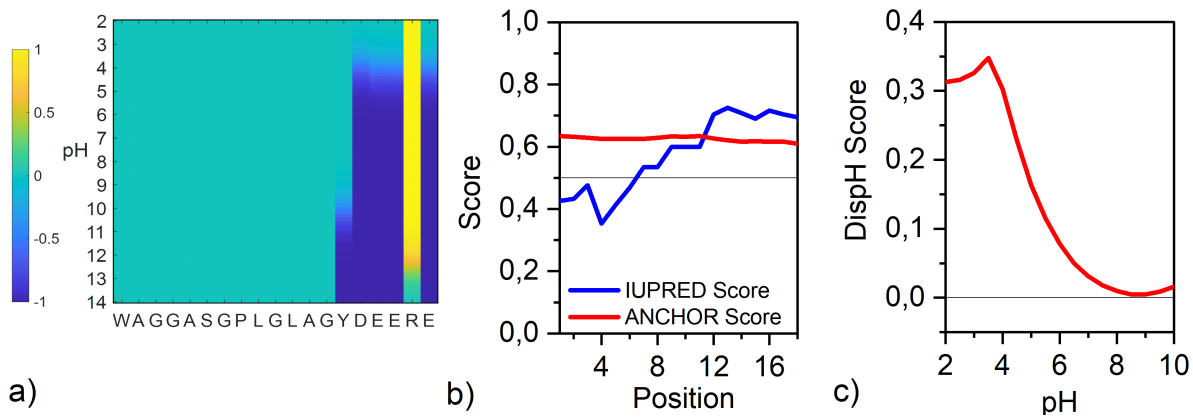 1
0.5
0
-0.5
-1
pH
2
3
4
5
6
7
8
9
10
11
12
13
14
W A G G A S G P L G L A G Y D E E R E
a)
Score
1,0
0,8
0,6
0,4
0,2
0,0
IUPRED Score
ANCHOR Score
4 8 12 16
Position
b)
DispH Score
0,4
0,3
0,2
0,1
0,0
2 4 6 8 10
pH
c)